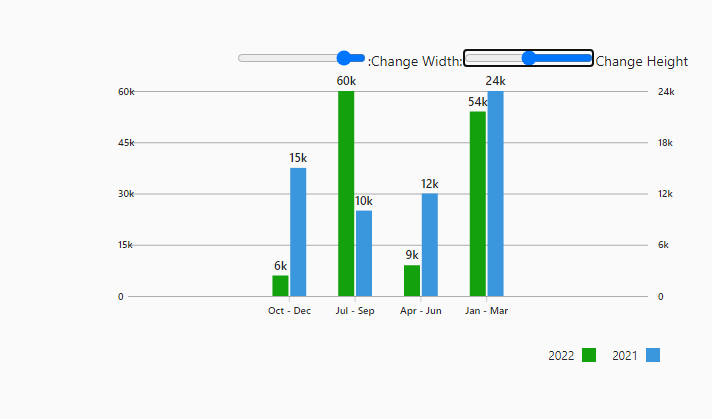 :Change Width: Change Height
60k 24k
60k 24k
54k
45k 18k
15k
30k 12k
12k
10k
15k 6k
9k
6k
0 0
Oct - Dec Jul - Sep Apr - Jun Jan - Mar
2022 2021